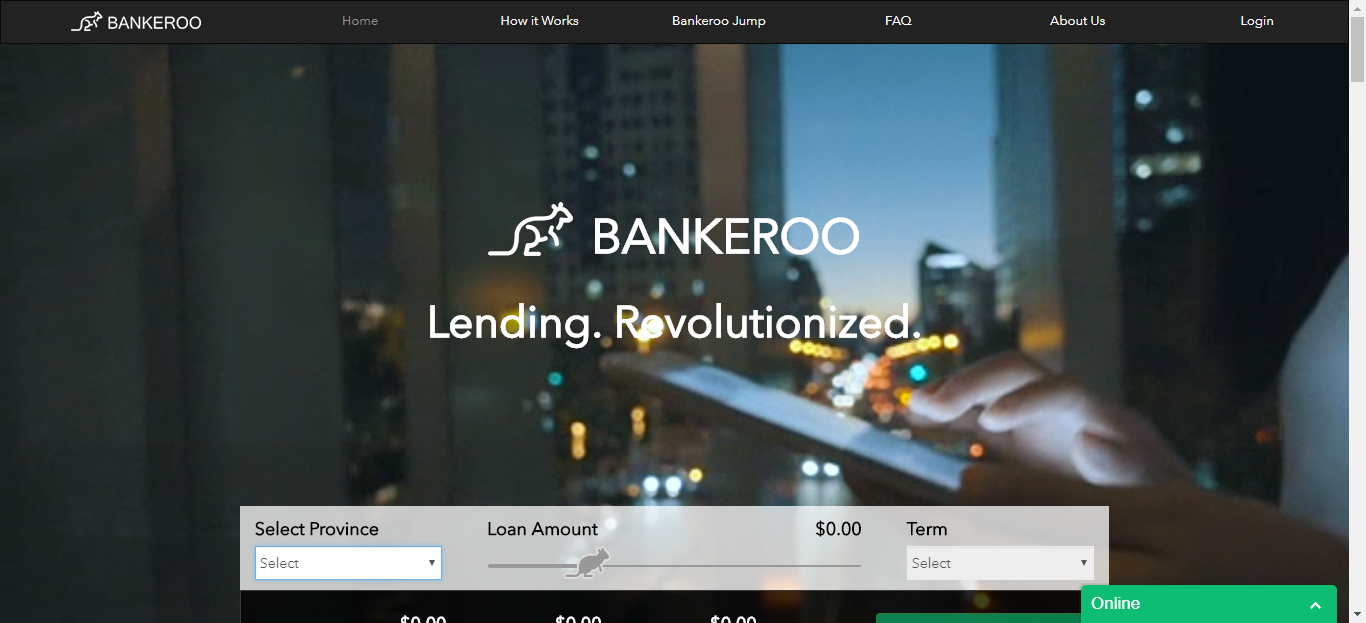 BANKEROO Home How it Works Bankeroo Jump FAQ About Us Login
BANKEROO
Lending. Revolutionized.
Select Province Loan Amount $0.00 Term
Select Select
$0.00 $0.00 $0.00
Online